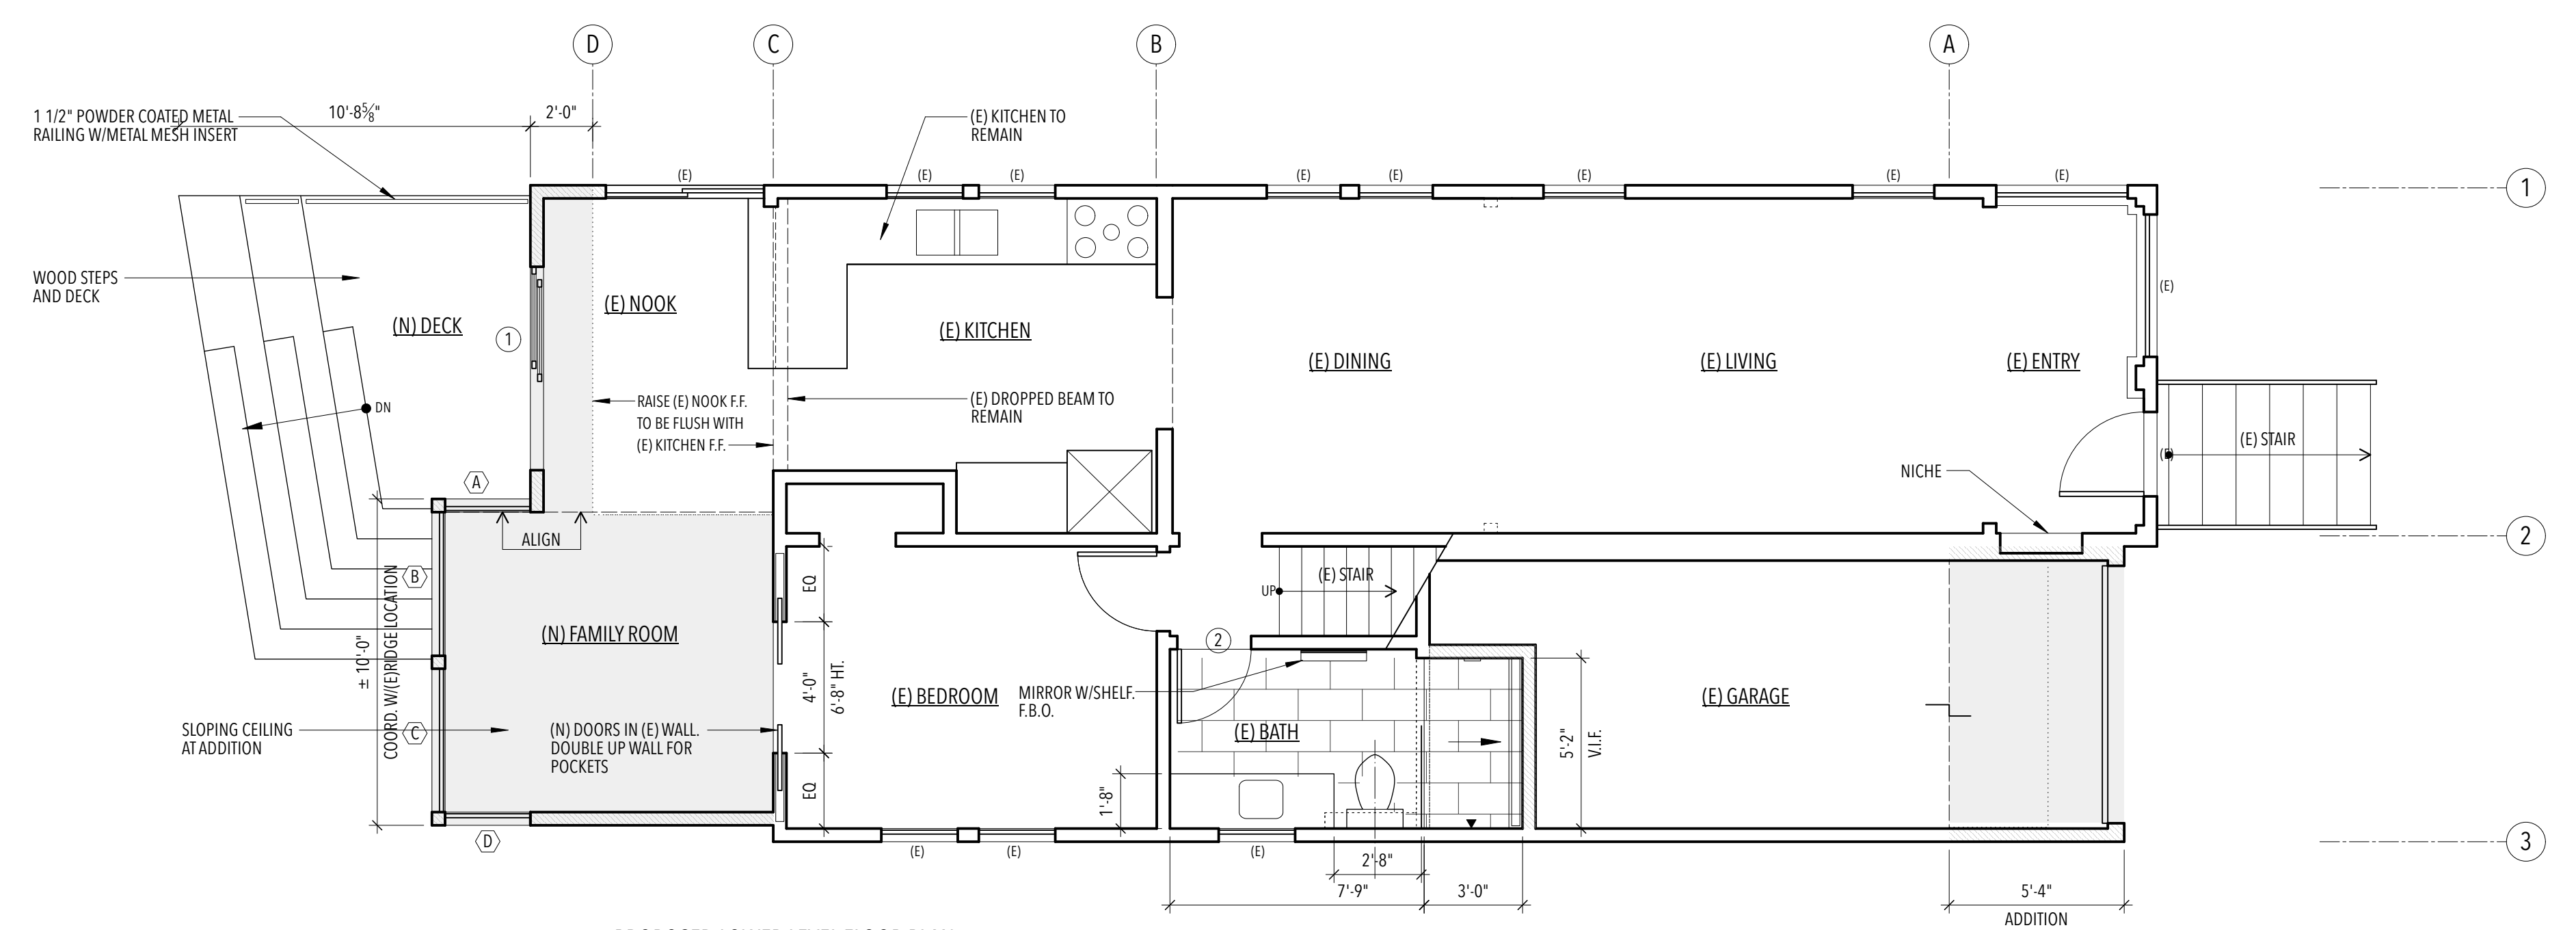 D
C
B
A
1 1/2" POWDER COATED METAL
RAILING W/METAL MESH INSERT
10'-8⅝"
2'-0"
(E) KITCHEN TO
REMAIN
(E)
(E)
(E)
(E)
(E)
(E)
(E)
(E)
1
WOOD STEPS
AND DECK
(N) DECK
1
(E) NOOK
(E) KITCHEN
(E) DINING
(E) LIVING
(E) ENTRY
(E)
DN
RAISE (E) NOOK F.F.
TO BE FLUSH WITH
(E) KITCHEN F.F.
(E) DROPPED BEAM TO
REMAIN
(E) STAIR
(E)
NICHE
A
ALIGN
2
B
EQ
(E) STAIR
UP
(N) FAMILY ROOM
± 10'-0"
COORD. W/(E)RIDGE LOCATION
4'-0"
6'-8" HT.
(E) BEDROOM
MIRROR W/SHELF.
F.B.O.
2
(E) BATH
(E) GARAGE
5'-2"
V.I.F.
SLOPING CEILING
AT ADDITION
C
(N) DOORS IN (E) WALL.
DOUBLE UP WALL FOR
POCKETS
EQ
1'-8"
D
(E)
(E)
(E)
3
2'-8"
7'-9"
3'-0"
5'-4"
ADDITION